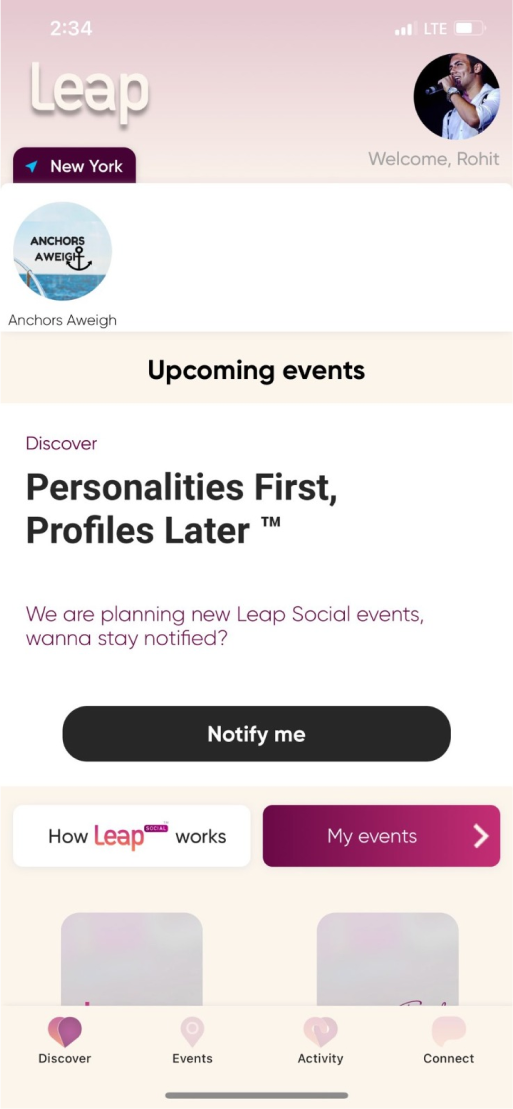 2:34
LTE
Leap
Welcome, Rohit
New York
ANCHORS
AWEIGH
Anchors Aweigh
Upcoming events
Discover
Personalities First,
Profiles Later ™
We are planning new Leap Social events,
wanna stay notified?
Notify me
How Leap SOCIAL works
My events
Discover
Events
Activity
Connect